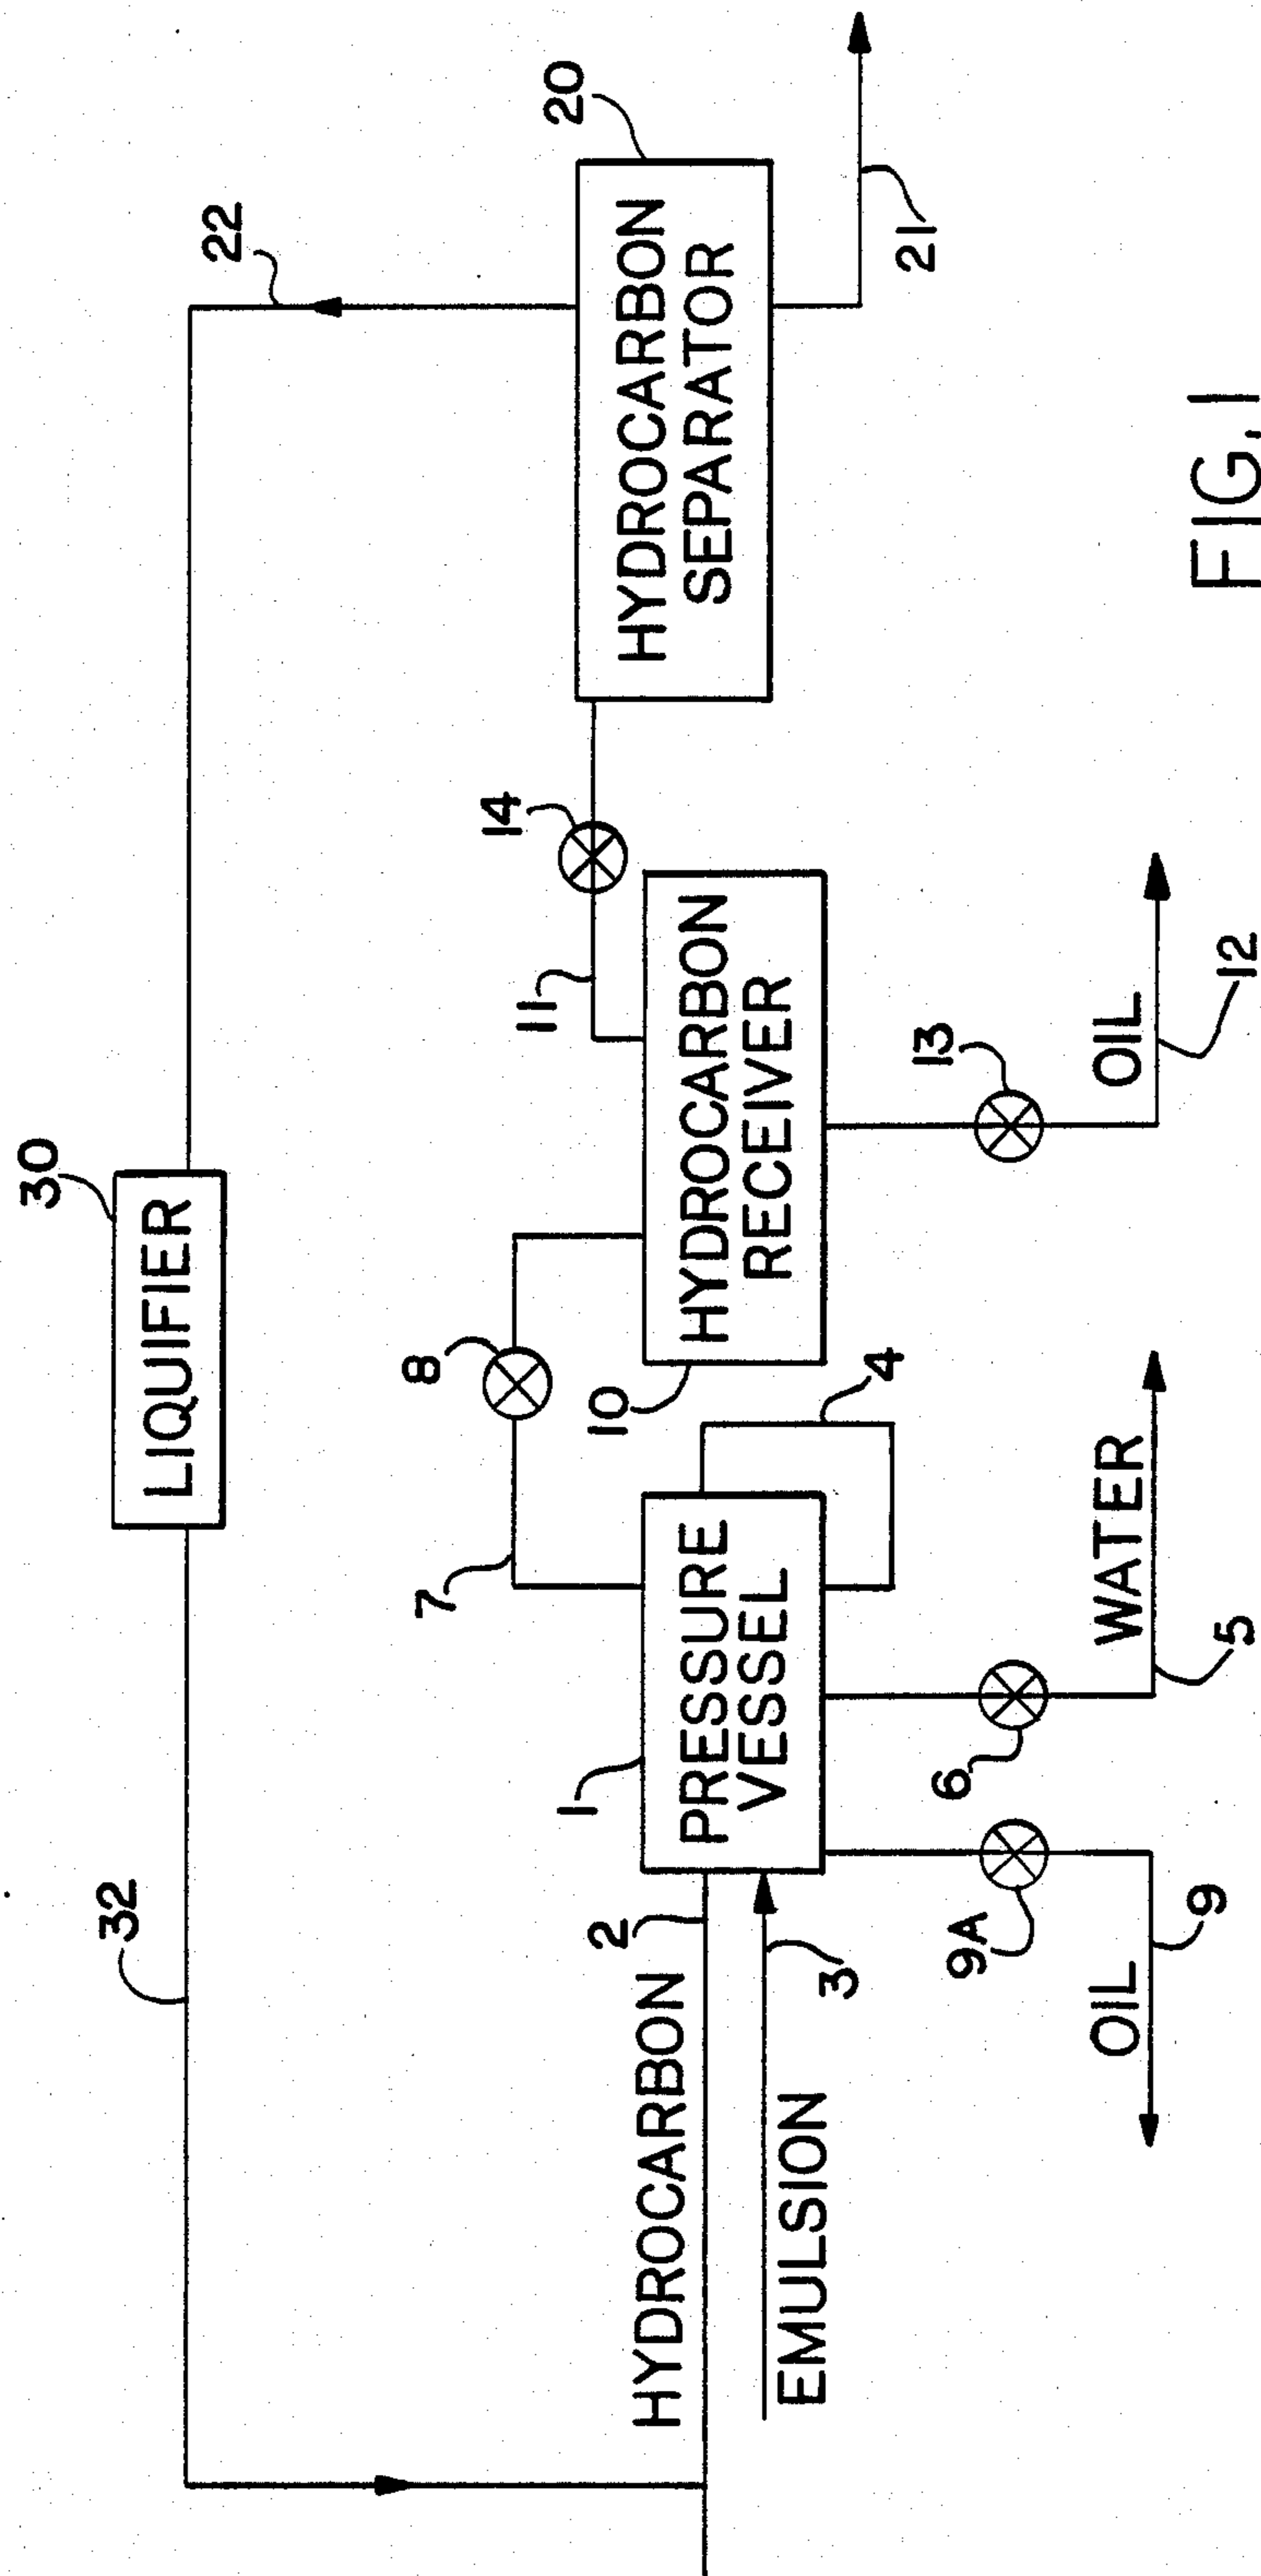 30
LIQUIFIER
32
22
20
HYDROCARBON
SEPARATOR
21
14
11
8
7
10
HYDROCARBON
RECEIVER
4
1
PRESSURE
VESSEL
2
HYDROCARBON
3
EMULSION
13
OIL
12
6
WATER
5
9A
OIL
9
FIG. 1